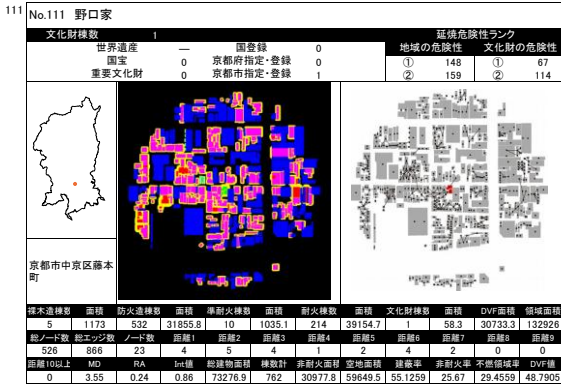 111
No.111 野口家
文化財棟数 1 延焼危険性ランク
世界遺産 ― 国登録 0 地域の危険性 文化財の危険性
国宝 0 京都府指定・登録 0 ① 148 ① 67
重要文化財 0 京都市指定・登録 1 ② 159 ② 114
京都市中京区藤本
町
裸木造棟数 面積 防火造棟数 面積 準耐火棟数 面積 耐火棟数 面積 文化財棟数 面積 DVF面積 領域面積
5 1173 532 31855.8 10 1035.1 214 39154.7 1 58.3 30733.3 132926
総ノード数 総エッジ数 ノード数 距離1 距離2 距離3 距離4 距離5 距離6 距離7 距離8 距離9
526 866 23 4 5 4 1 2 4 2 0 0
距離10以上 MD RA Int値 総建物面積 棟数計 非耐火面積 空地面積 建蔽率 非耐火率 不燃領域率 DVF値
0 3.55 0.24 0.86 73276.9 762 30977.8 59649.5 55.1259 25.67 29.4559 48.7905